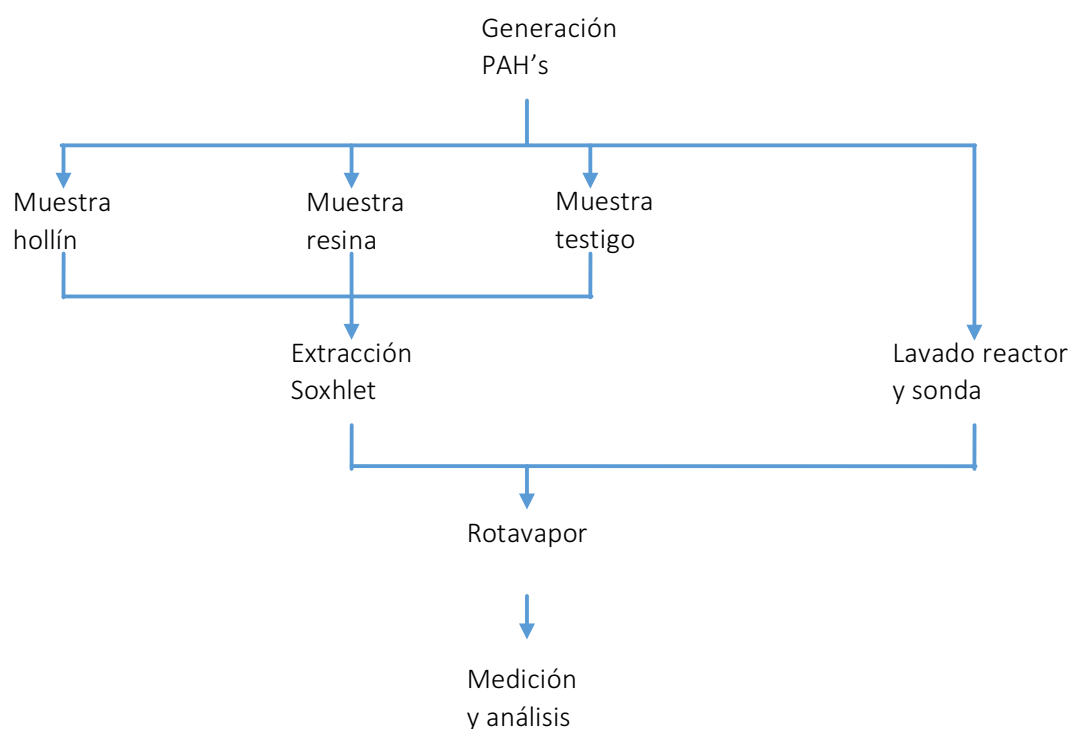 Generación
PAH’s
Muestra
hollín
Muestra
resina
Muestra
testigo
Extracción
Soxhlet
Lavado reactor
y sonda
Rotavapor
Medición
y análisis